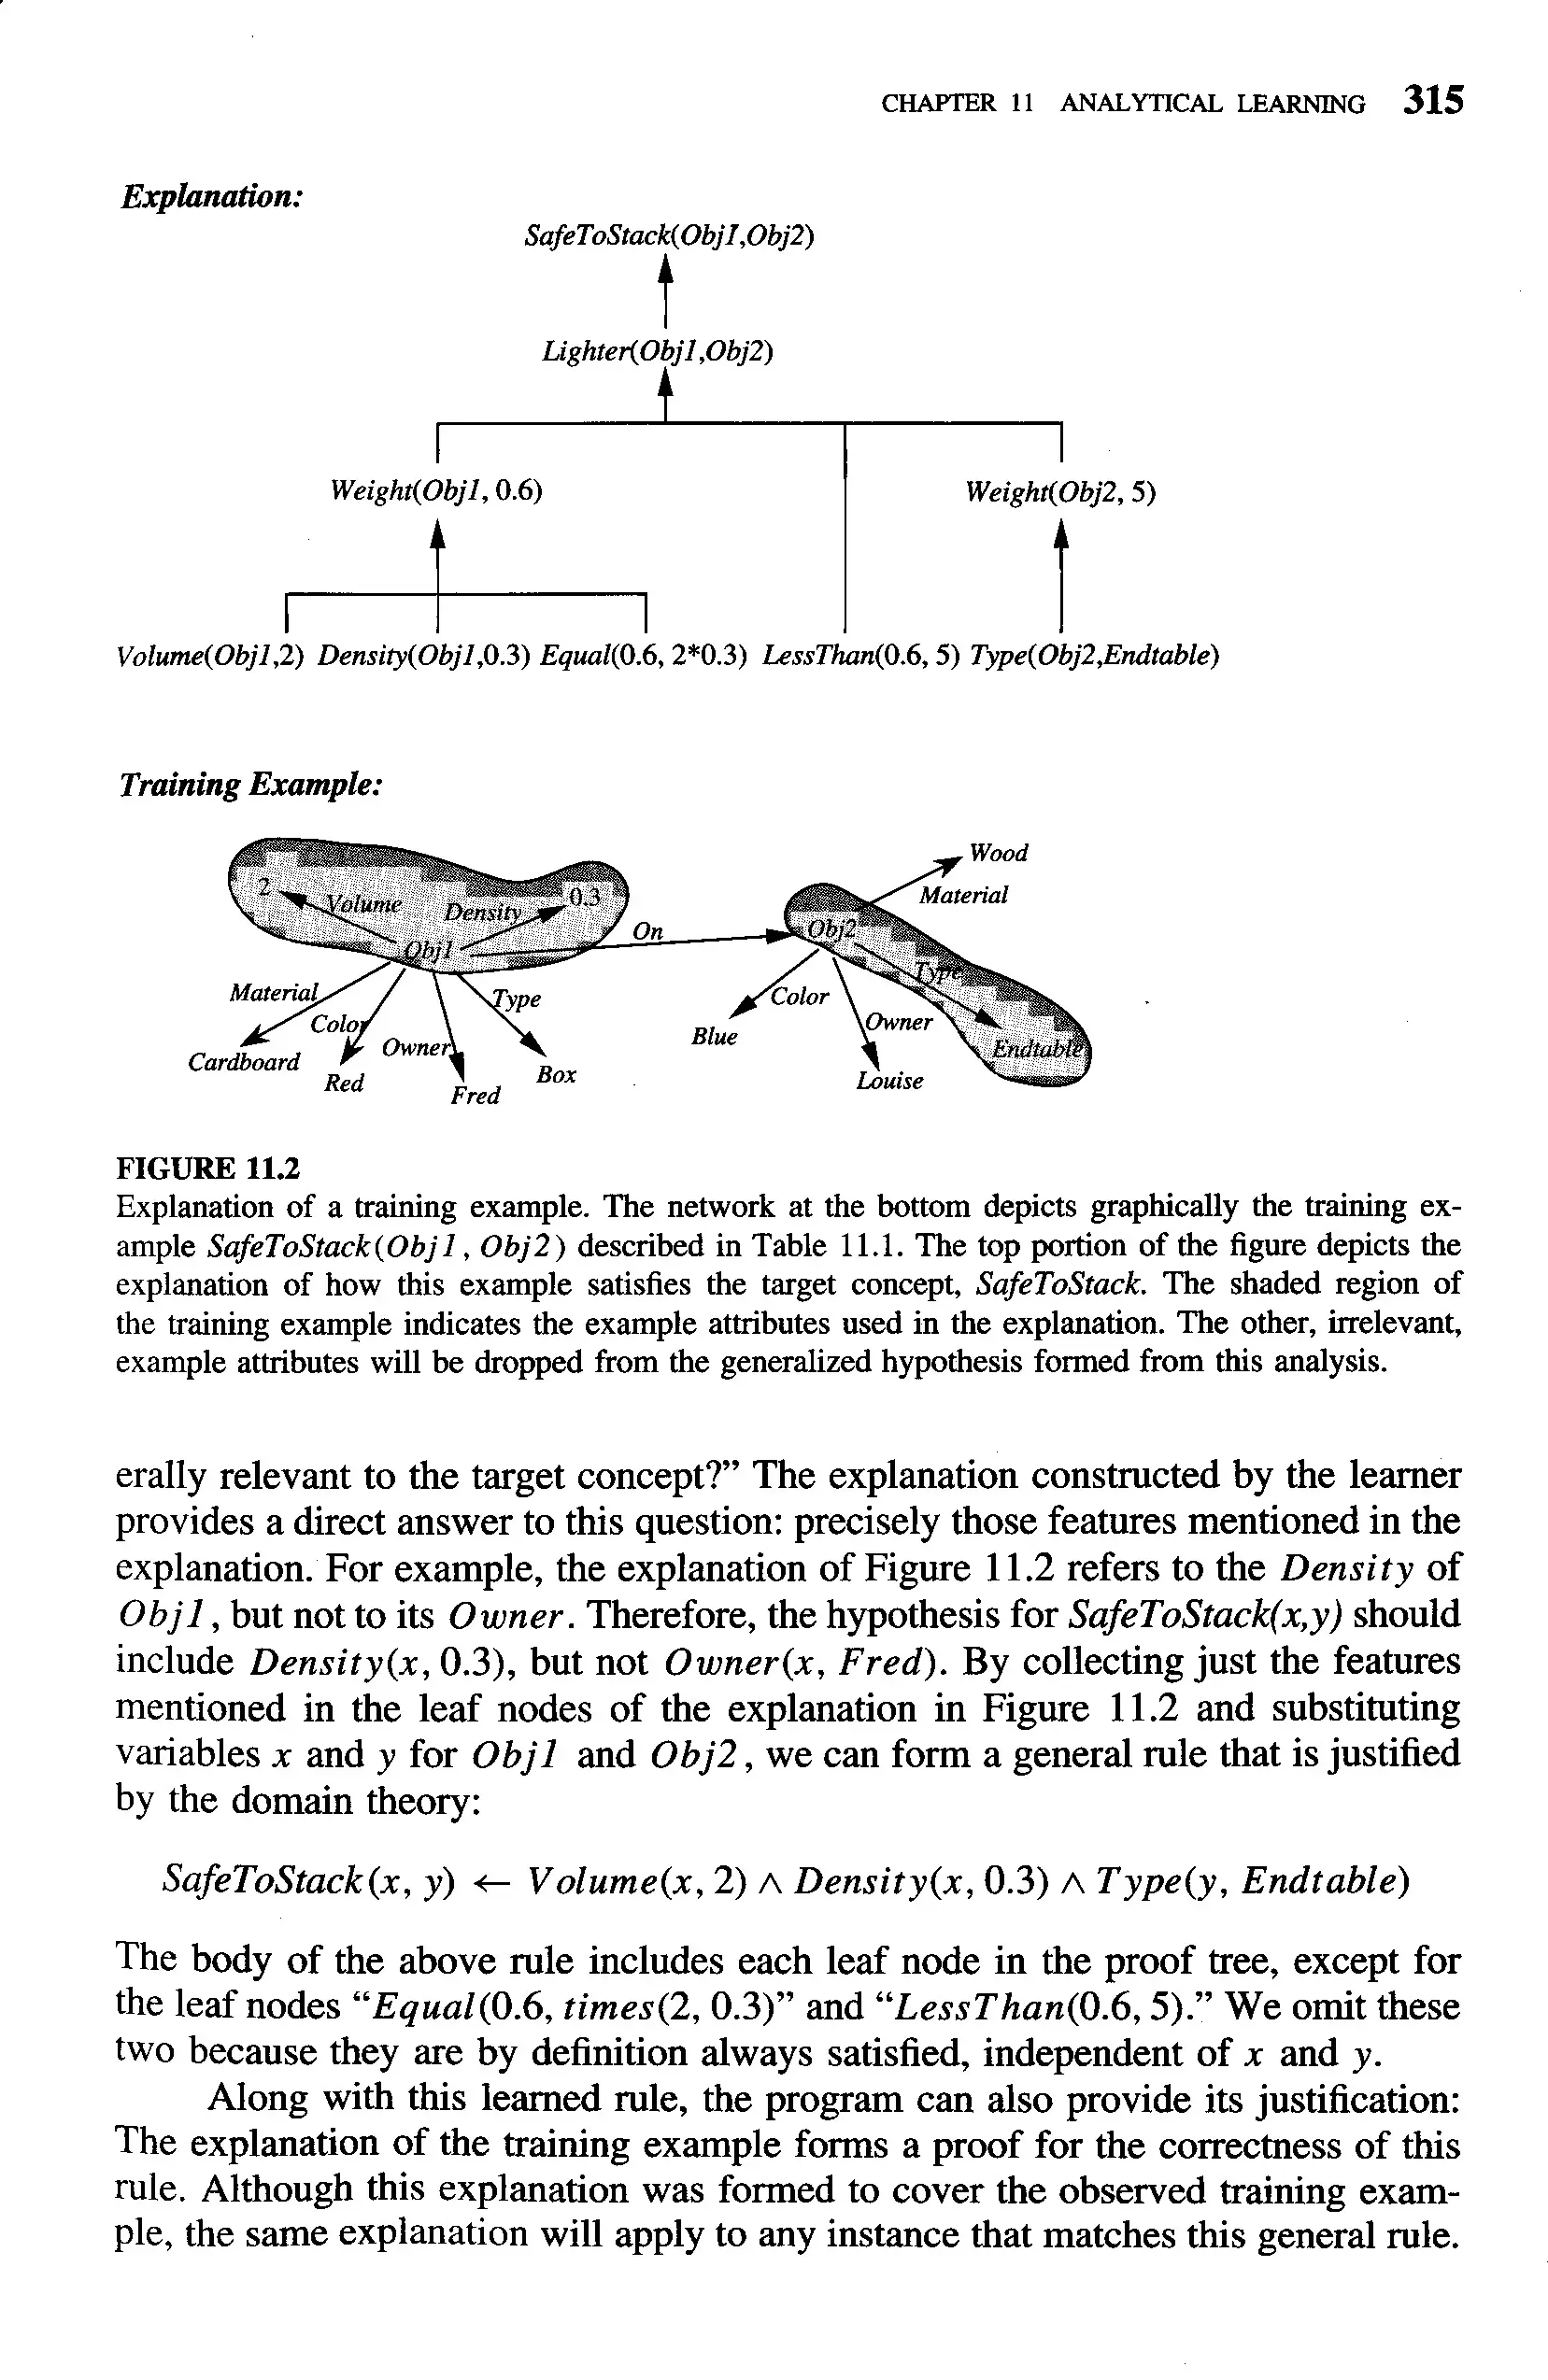 CHAPTER 11 ANALYTICAL LEARNING 315
Explanation:
SafeToStack(Obj1,Obj2)
Lighter(Obj1,Obj2)
Weight(Obj1, 0.6)
Weight(Obj2, 5)
Volume(Obj1,2) Density(Obj1,0.3) Equal(0.6, 2*0.3) LessThan(0.6, 5) Type(Obj2,Endtable)
Training Example:
2
Volume
Density
0.3
Obj1
On
Obj2
Wood
Material
Type
Endtable
Material
Cardboard
Color
Red
Owner
Fred
Type
Box
Color
Blue
Owner
Louise
FIGURE 11.2
Explanation of a training example. The network at the bottom depicts graphically the training ex-
ample SafeToStack(Obj1, Obj2) described in Table 11.1. The top portion of the figure depicts the
explanation of how this example satisfies the target concept, SafeToStack. The shaded region of
the training example indicates the example attributes used in the explanation. The other, irrelevant,
example attributes will be dropped from the generalized hypothesis formed from this analysis.
erally relevant to the target concept?” The explanation constructed by the learner
provides a direct answer to this question: precisely those features mentioned in the
explanation. For example, the explanation of Figure 11.2 refers to the Density of
Obj1, but not to its Owner. Therefore, the hypothesis for SafeToStack(x,y) should
include Density(x, 0.3), but not Owner(x, Fred). By collecting just the features
mentioned in the leaf nodes of the explanation in Figure 11.2 and substituting
variables x and y for Obj1 and Obj2, we can form a general rule that is justified
by the domain theory:
SafeToStack(x, y) ← Volume(x, 2) ∧ Density(x, 0.3) ∧ Type(y, Endtable)
The body of the above rule includes each leaf node in the proof tree, except for
the leaf nodes “Equal(0.6, times(2, 0.3)” and “LessThan(0.6, 5).” We omit these
two because they are by definition always satisfied, independent of x and y.
Along with this learned rule, the program can also provide its justification:
The explanation of the training example forms a proof for the correctness of this
rule. Although this explanation was formed to cover the observed training exam-
ple, the same explanation will apply to any instance that matches this general rule.